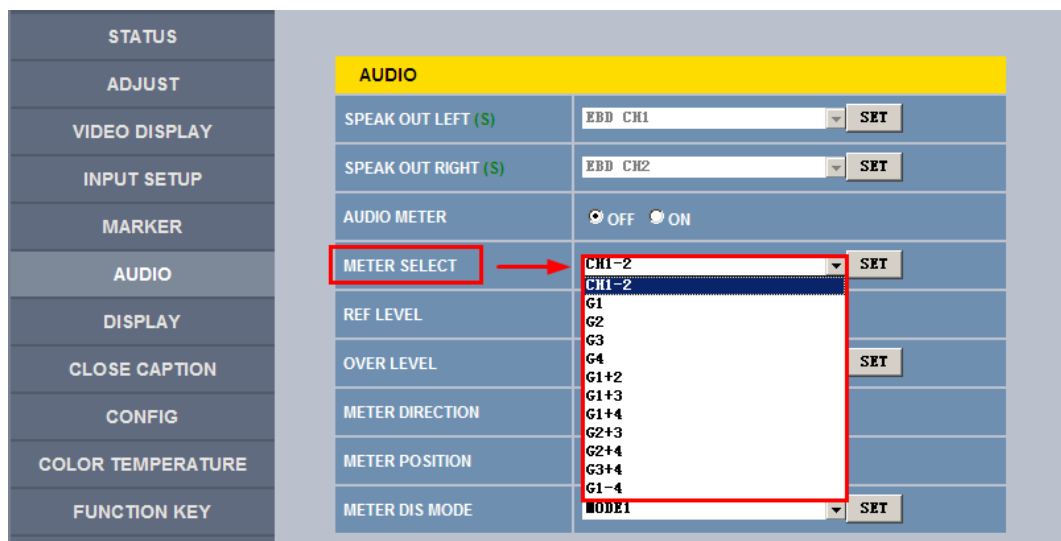 STATUS
ADJUST
VIDEO DISPLAY
INPUT SETUP
MARKER
AUDIO
DISPLAY
CLOSE CAPTION
CONFIG
COLOR TEMPERATURE
FUNCTION KEY
AUDIO
SPEAK OUT LEFT (S) EBD CH1 SET
SPEAK OUT RIGHT (S) EBD CH2 SET
AUDIO METER OFF ON
METER SELECT CH1-2 SET
CH1-2
G1
G2
G3
G4
G1+2
G1+3
G1+4
G2+3
G2+4
G3+4
G1-4
REF LEVEL
OVER LEVEL SET
METER DIRECTION
METER POSITION
METER DIS MODE MODE1 SET